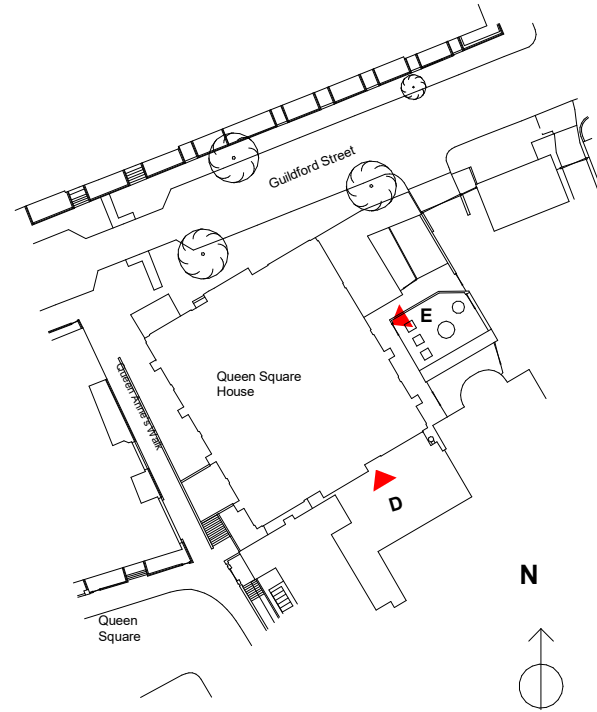 Guildford Street
E
Queen Square
House
Queen Anne's Walk
D
N
Queen
Square